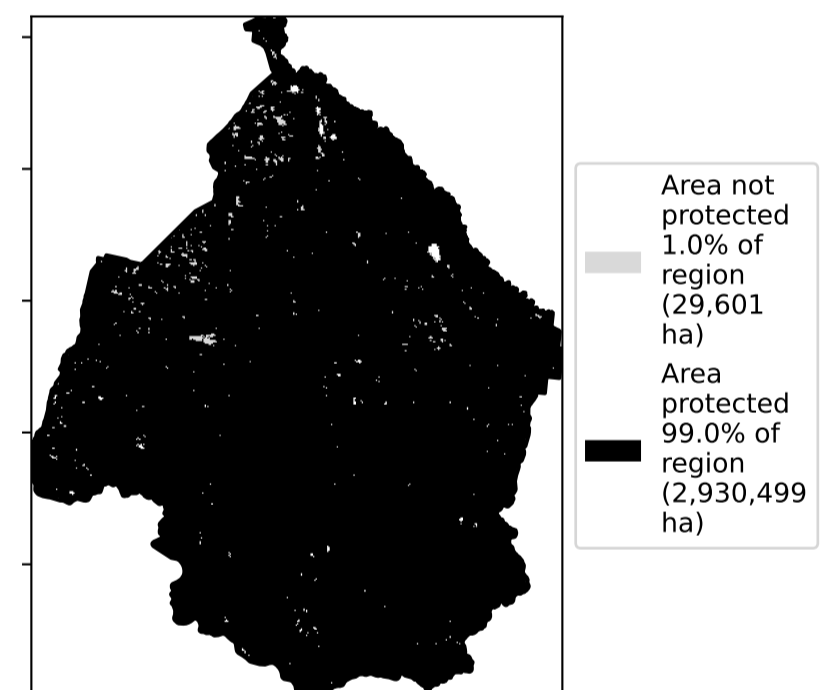 Area not
protected
1.0% of
region
(29,601
ha)
Area
protected
99.0% of
region
(2,930,499
ha)